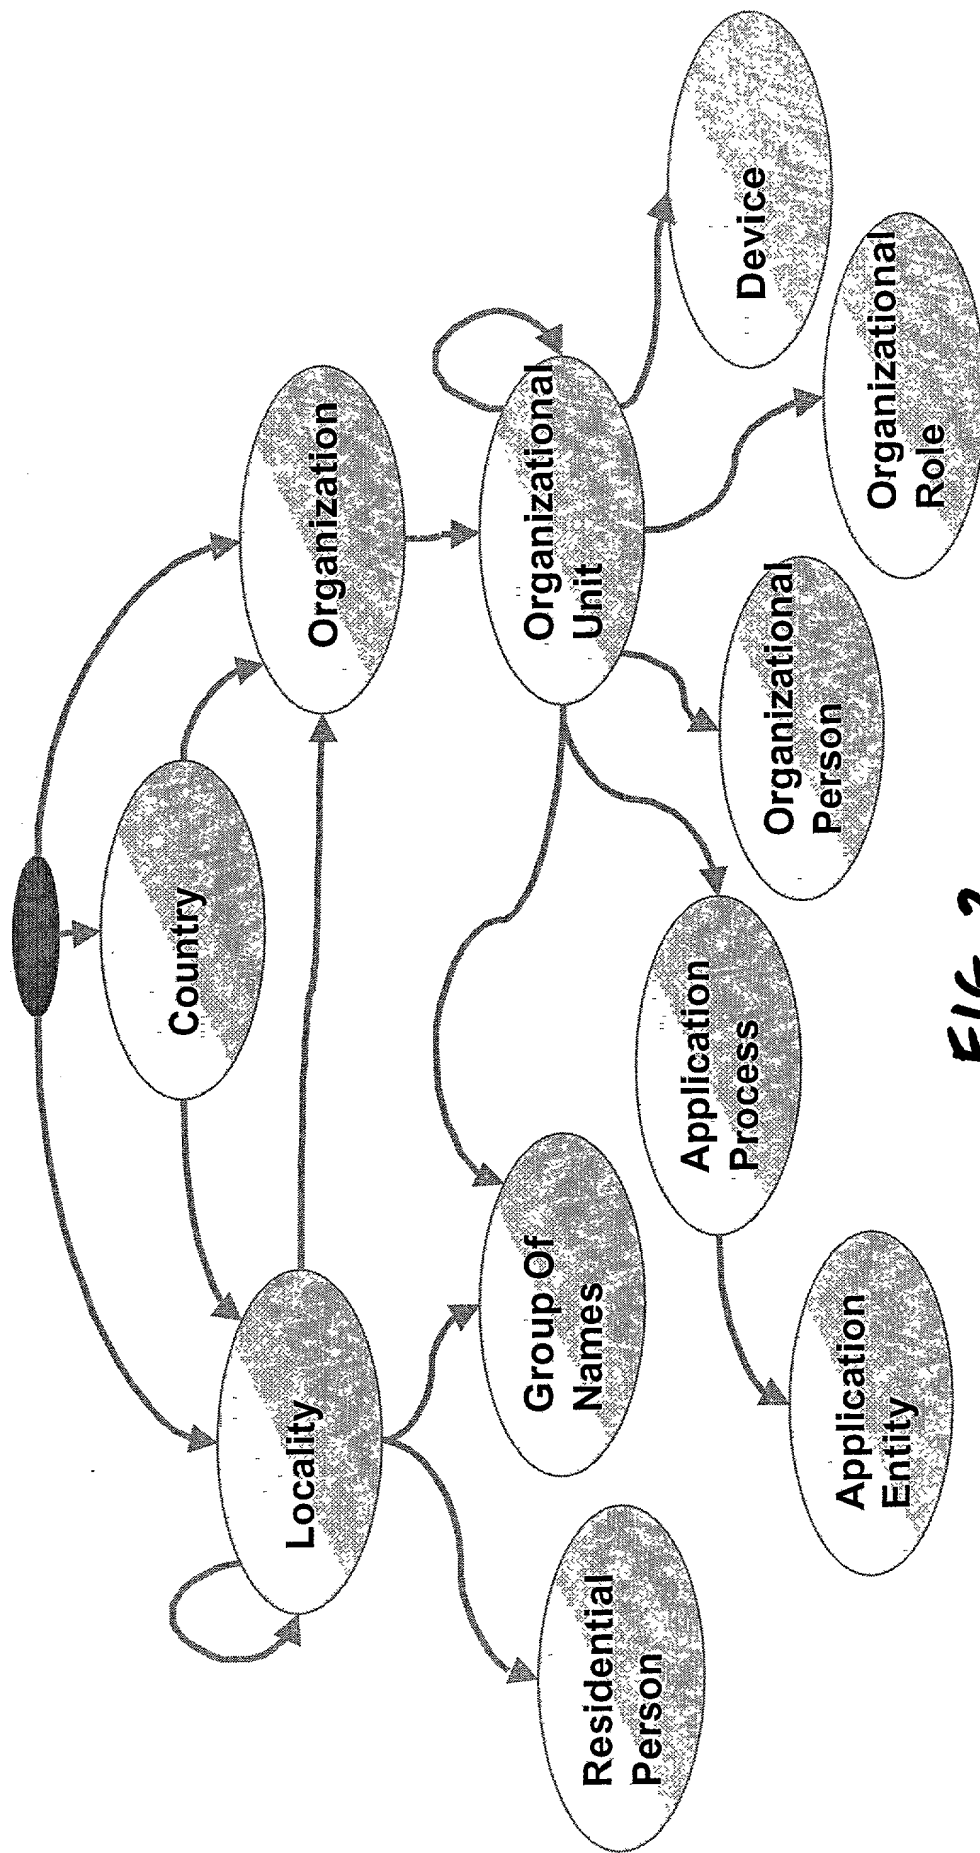 Country
Locality
Organization
Residential
Person
Group Of
Names
Organizational
Unit
Application
Entity
Application
Process
Organizational
Person
Organizational
Role
Device
FIG. 2